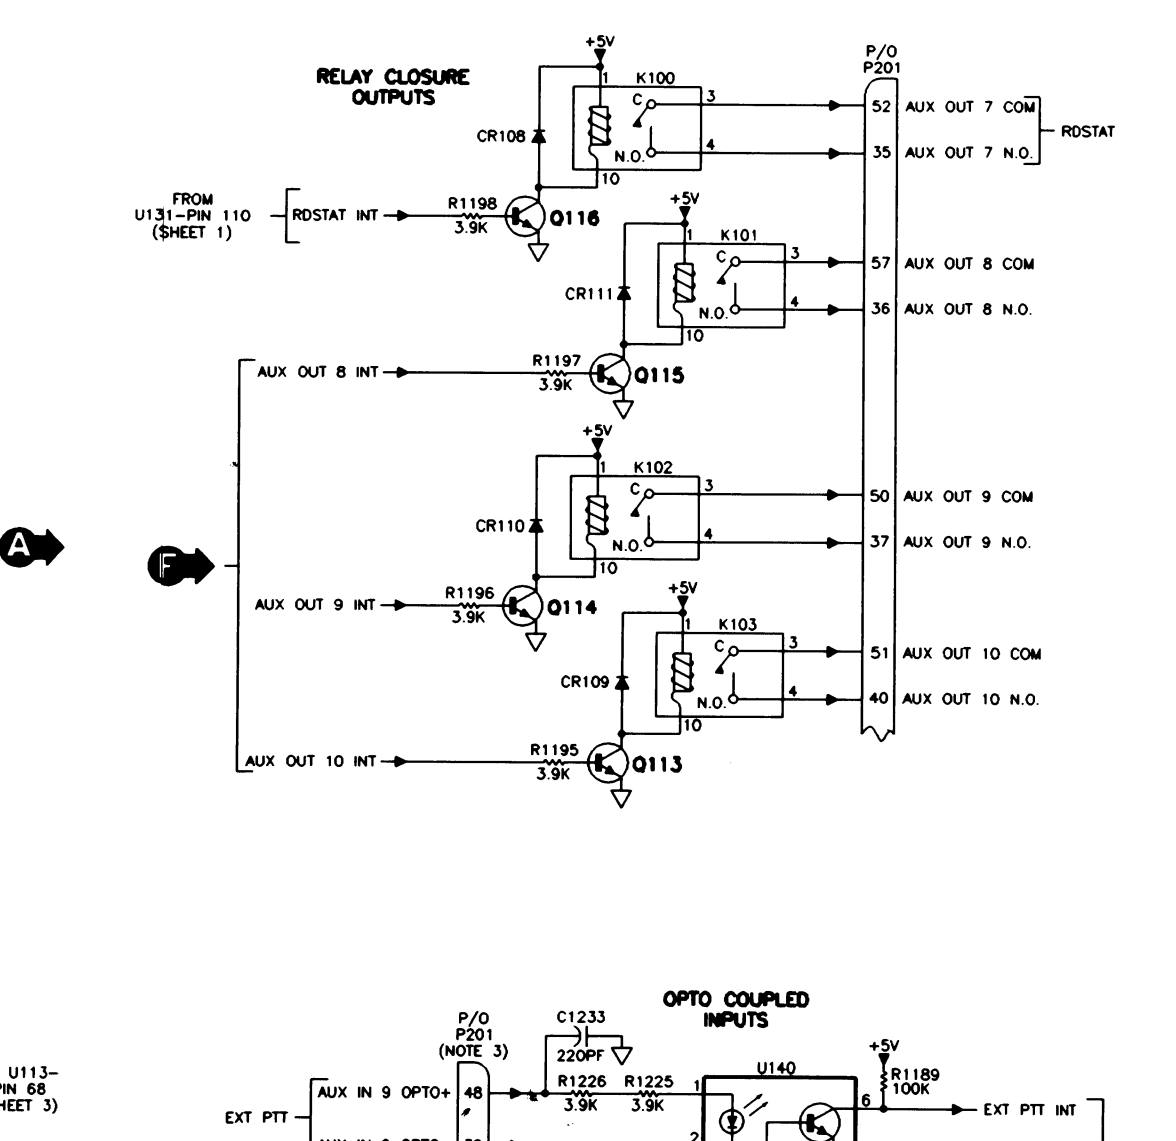 RELAY CLOSURE
OUTPUTS
+5V
1
K100
C
3
CR108
N.O.
4
10
P/O
P201
52 AUX OUT 7 COM
35 AUX OUT 7 N.O.
RDSTAT
FROM
U131-PIN 110
(SHEET 1)
RDSTAT INT
R1198
3.9K
Q116
+5V
1
K101
C
3
CR111
N.O.
4
10
57 AUX OUT 8 COM
36 AUX OUT 8 N.O.
AUX OUT 8 INT
R1197
3.9K
Q115
+5V
1
K102
C
3
CR110
N.O.
4
10
50 AUX OUT 9 COM
37 AUX OUT 9 N.O.
A
F
AUX OUT 9 INT
R1196
3.9K
Q114
+5V
1
K103
C
3
CR109
N.O.
4
10
51 AUX OUT 10 COM
40 AUX OUT 10 N.O.
AUX OUT 10 INT
R1195
3.9K
Q113
OPTO COUPLED
INPUTS
P/O
P201
(NOTE 3)
C1233
220PF
U113-
PIN 68
HEET 3)
EXT PTT
AUX IN 9 OPTO+
48
R1226
3.9K
R1225
3.9K
1
2
U140
6
+5V
R1189
100K
EXT PTT INT